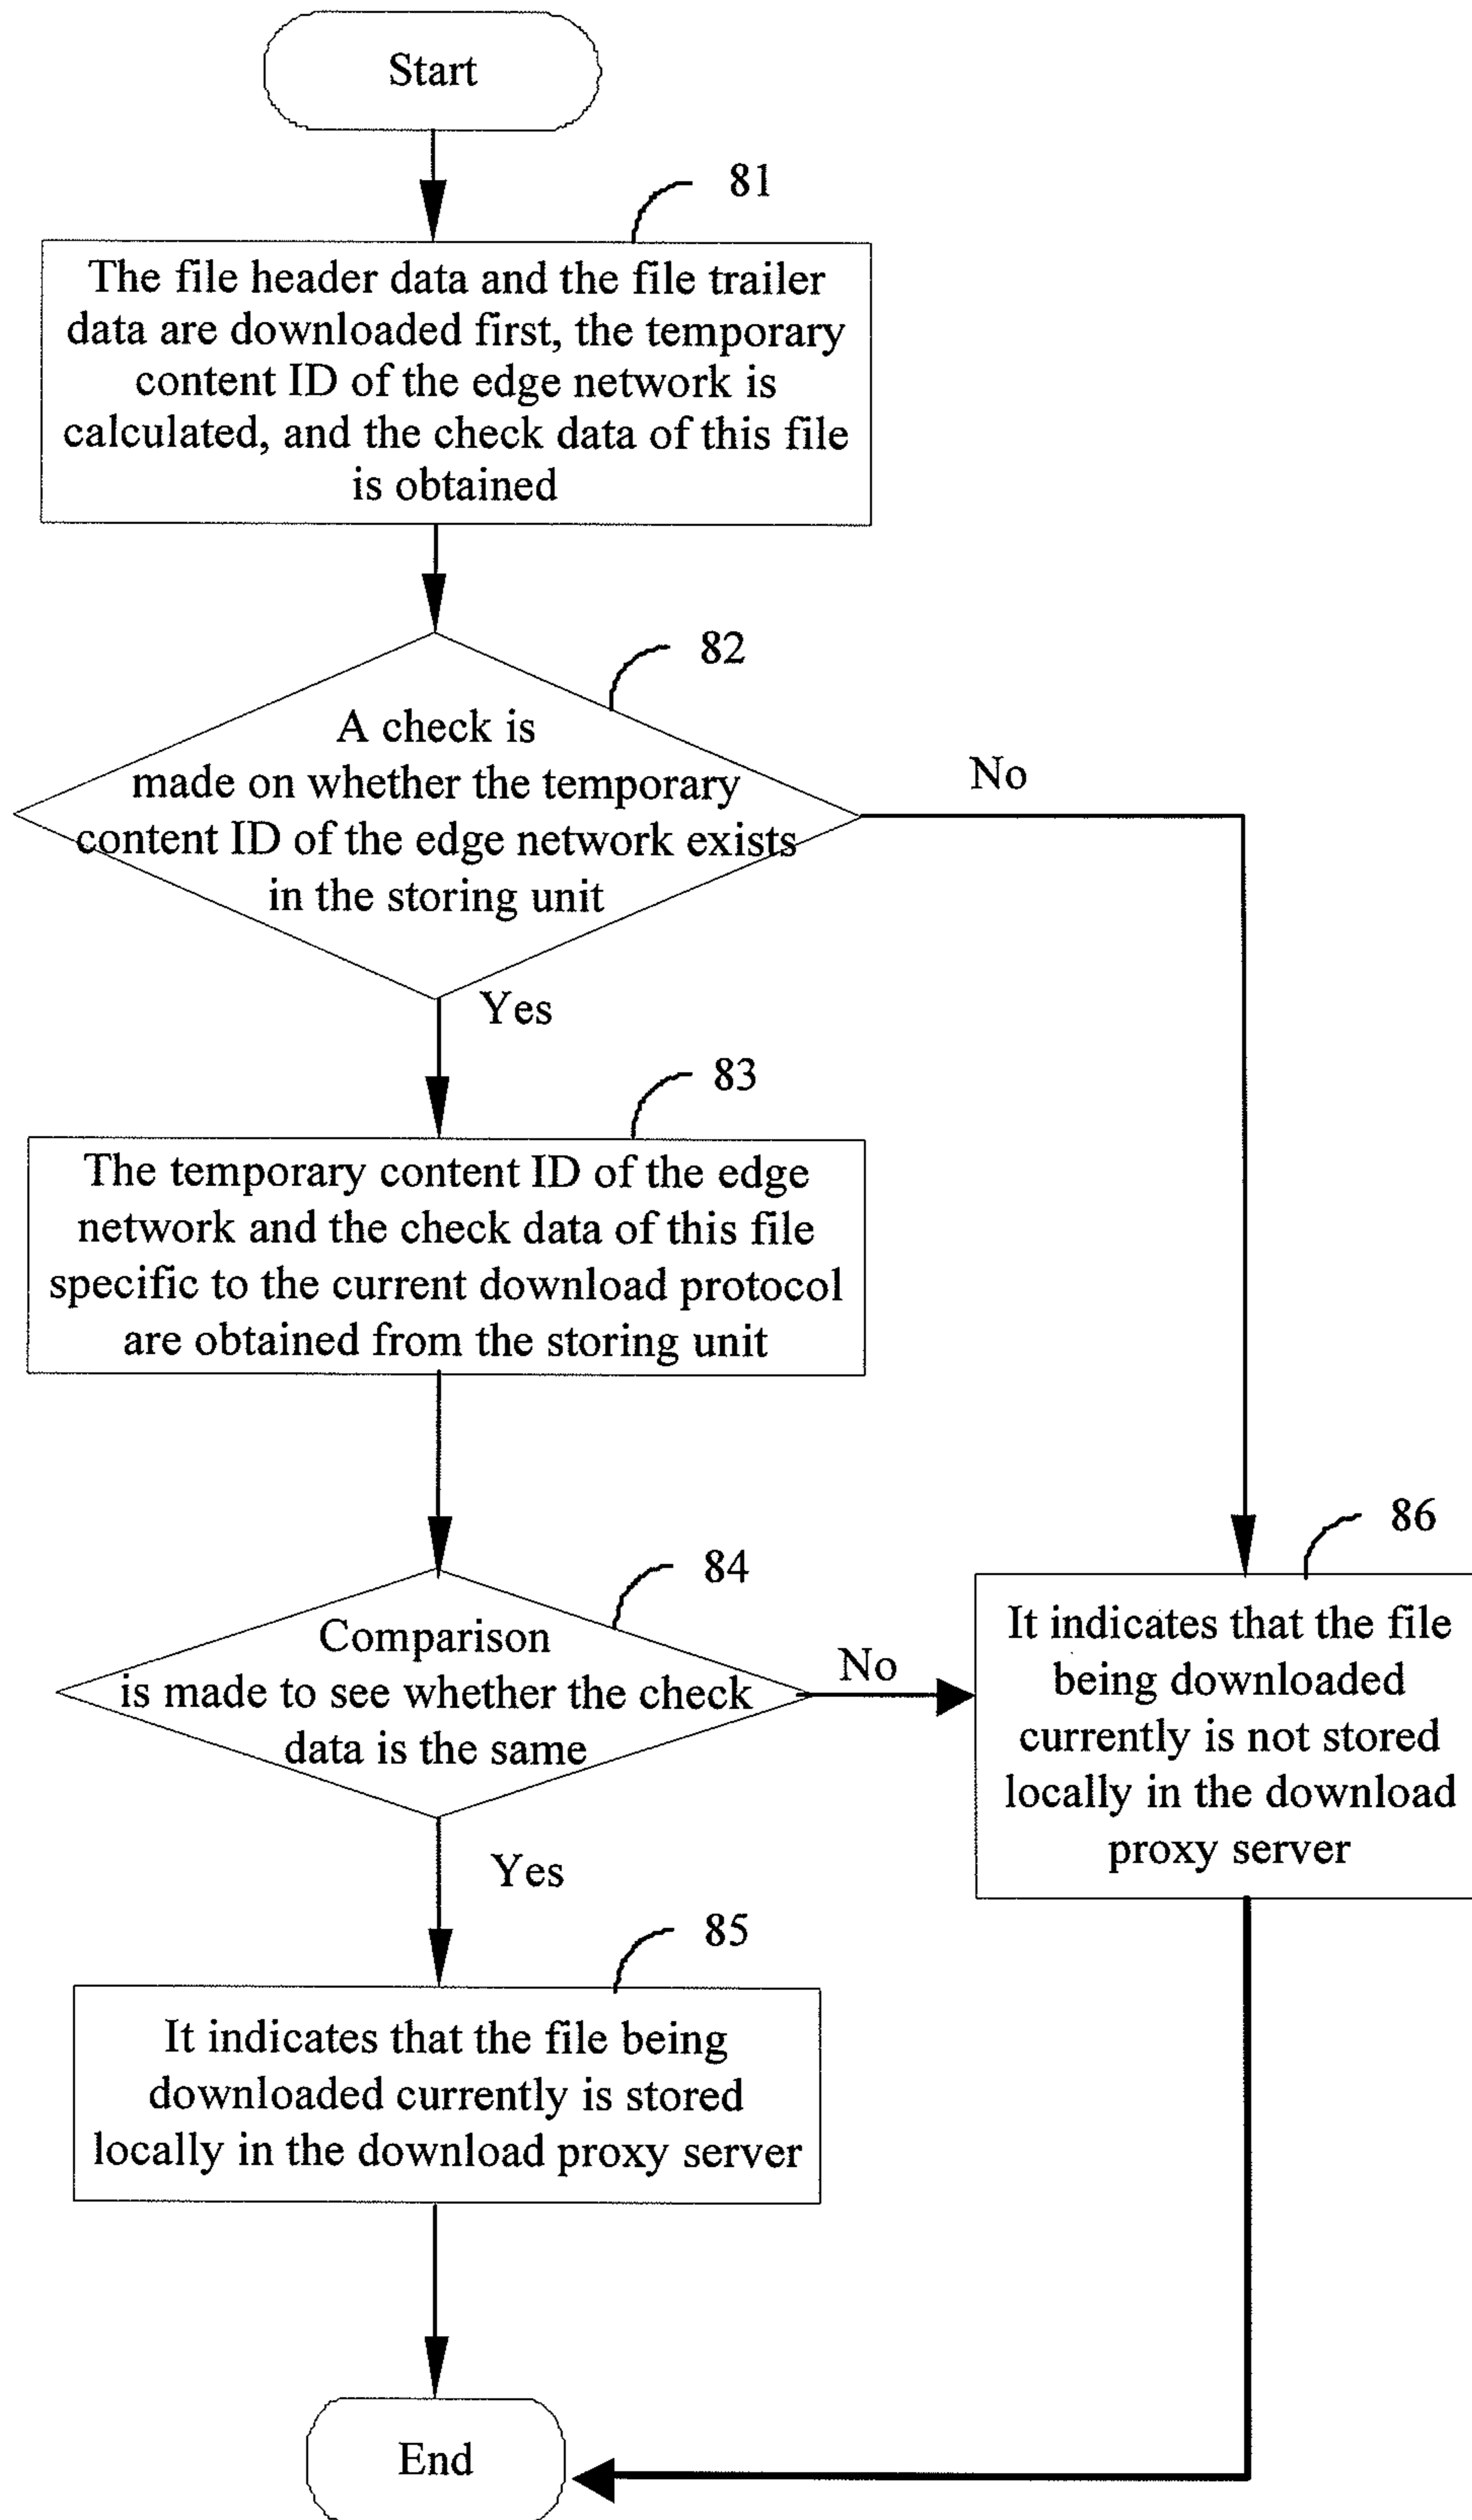 Start
81
The file header data and the file trailer
data are downloaded first, the temporary
content ID of the edge network is
calculated, and the check data of this file
is obtained
82
A check is
made on whether the temporary
content ID of the edge network exists
in the storing unit
No
Yes
83
The temporary content ID of the edge
network and the check data of this file
specific to the current download protocol
are obtained from the storing unit
84
Comparison
is made to see whether the check
data is the same
No
86
It indicates that the file
being downloaded
currently is not stored
locally in the download
proxy server
Yes
85
It indicates that the file being
downloaded currently is stored
locally in the download proxy server
End